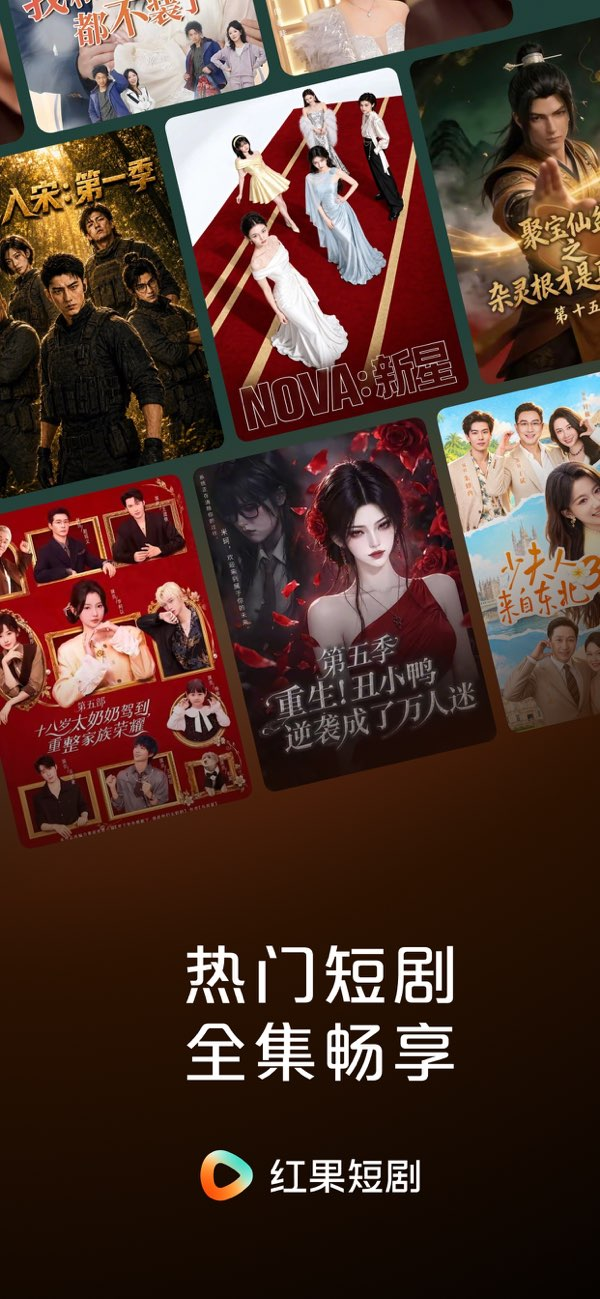 都不装了
入宋:第一季
NOVA:新星
聚宝仙盆
之
杂灵根才是真
第十五
第五部
十八岁太奶奶驾到,
重整家族荣耀
第五季
重生!丑小鸭
逆袭成了万人迷
少夫人
来自东北3
热门短剧
全集畅享
红果短剧